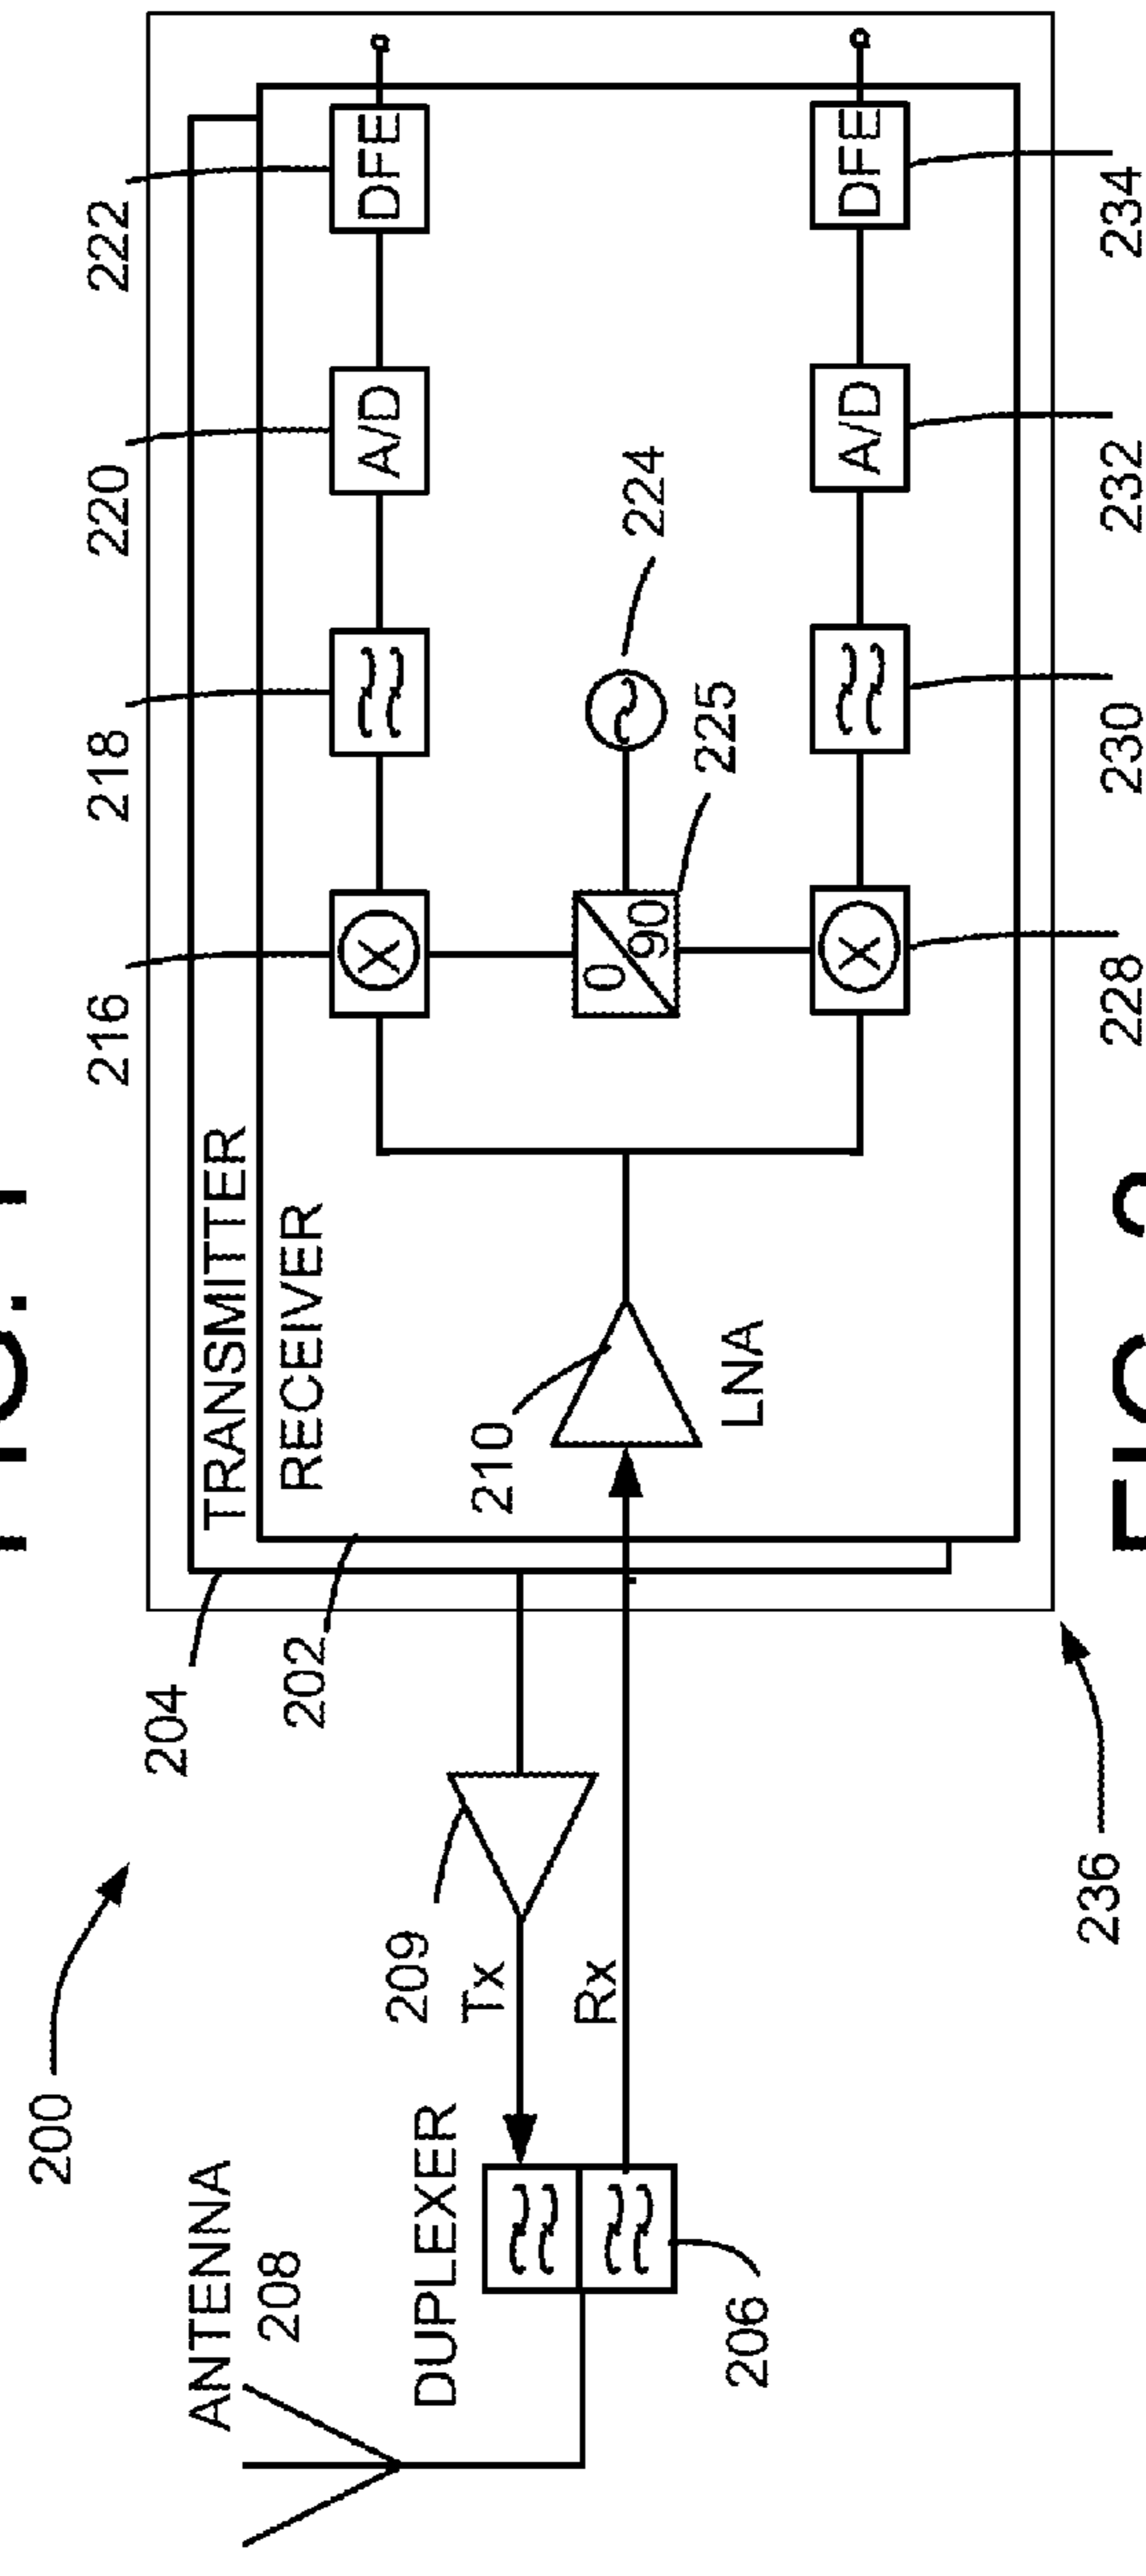 200
ANTENNA
208
DUPLEXER
206
209
Tx
Rx
204
202
236
TRANSMITTER
RECEIVER
210
LNA
216
218
220
222
X
0
90
225
224
A/D
DFE
X
A/D
DFE
228
230
232
234